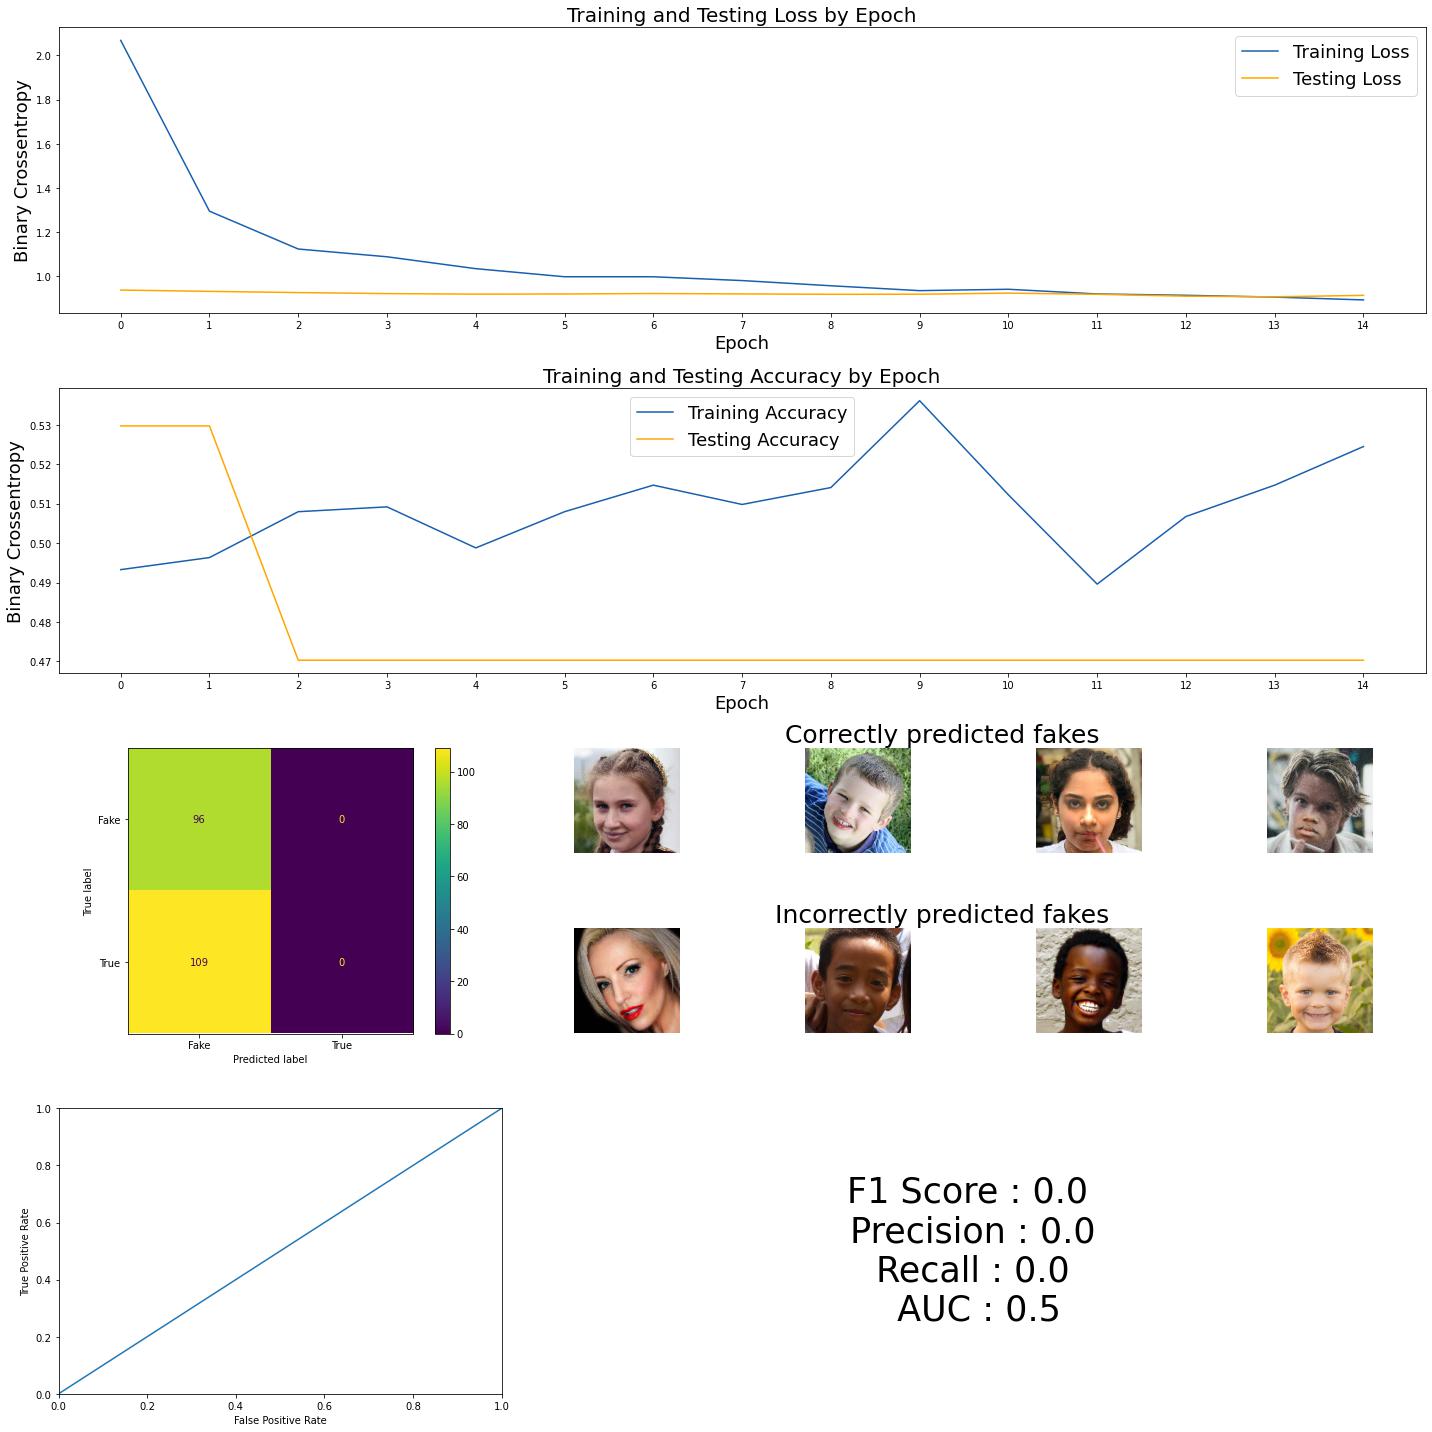 Training and Testing Loss by Epoch
Training Loss
Testing Loss
Binary Crossentropy
2.0
1.8
1.6
1.4
1.2
1.0
0 1 2 3 4 5 6 7 8 9 10 11 12 13 14
Epoch
Training and Testing Accuracy by Epoch
Training Accuracy
Testing Accuracy
Binary Crossentropy
0.53
0.52
0.51
0.50
0.49
0.48
0.47
0 1 2 3 4 5 6 7 8 9 10 11 12 13 14
Epoch
True label
Fake 96 0
True 109 0
Fake True
Predicted label
100
80
60
40
20
0
Correctly predicted fakes
Incorrectly predicted fakes
True Positive Rate
1.0
0.8
0.6
0.4
0.2
0.0
0.0 0.2 0.4 0.6 0.8 1.0
False Positive Rate
F1 Score : 0.0
Precision : 0.0
Recall : 0.0
AUC : 0.5